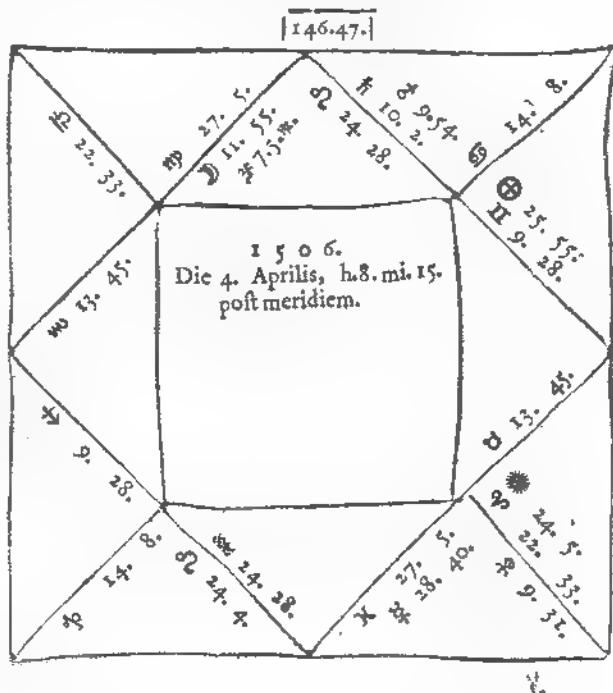 146.47.
♎ 22. 33.
♍ 27. 5.
☽ 11. 55.
♃ 7.5.℞.
♌ 24. 28.
♄ 10. 2.
♂ 9.54.
♋ 14. 8.
⊕ 25. 55.
♊ 9. 28.
1506.
Die 4. Aprilis, h.8. mi. 15.
poſt meridiem.
♏ 13. 45.
♉ 13. 45.
♐ 9. 28.
☉ 24. 5.
♈ 22. 33.
♀ 9. 31.
♑ 14. 8.
☊ 24. 4.
♒ 24. 28.
♓ 27. 5.
☿ 28. 40.